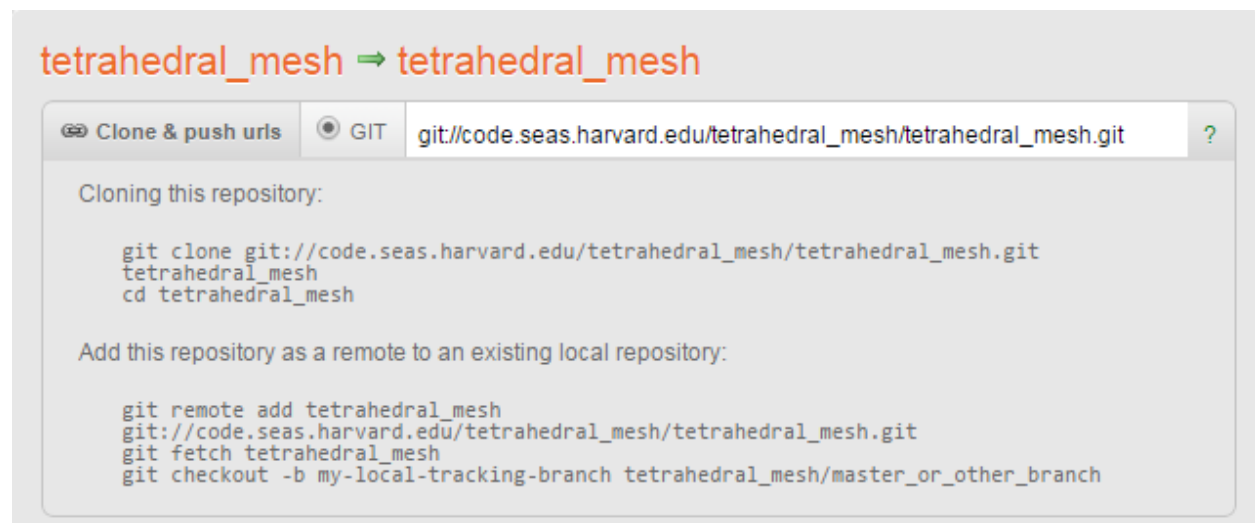 tetrahedral_mesh ⇒ tetrahedral_mesh
Clone & push urls GIT git://code.seas.harvard.edu/tetrahedral_mesh/tetrahedral_mesh.git ?
Cloning this repository:
git clone git://code.seas.harvard.edu/tetrahedral_mesh/tetrahedral_mesh.git
tetrahedral_mesh
cd tetrahedral_mesh
Add this repository as a remote to an existing local repository:
git remote add tetrahedral_mesh
git://code.seas.harvard.edu/tetrahedral_mesh/tetrahedral_mesh.git
git fetch tetrahedral_mesh
git checkout -b my-local-tracking-branch tetrahedral_mesh/master_or_other_branch